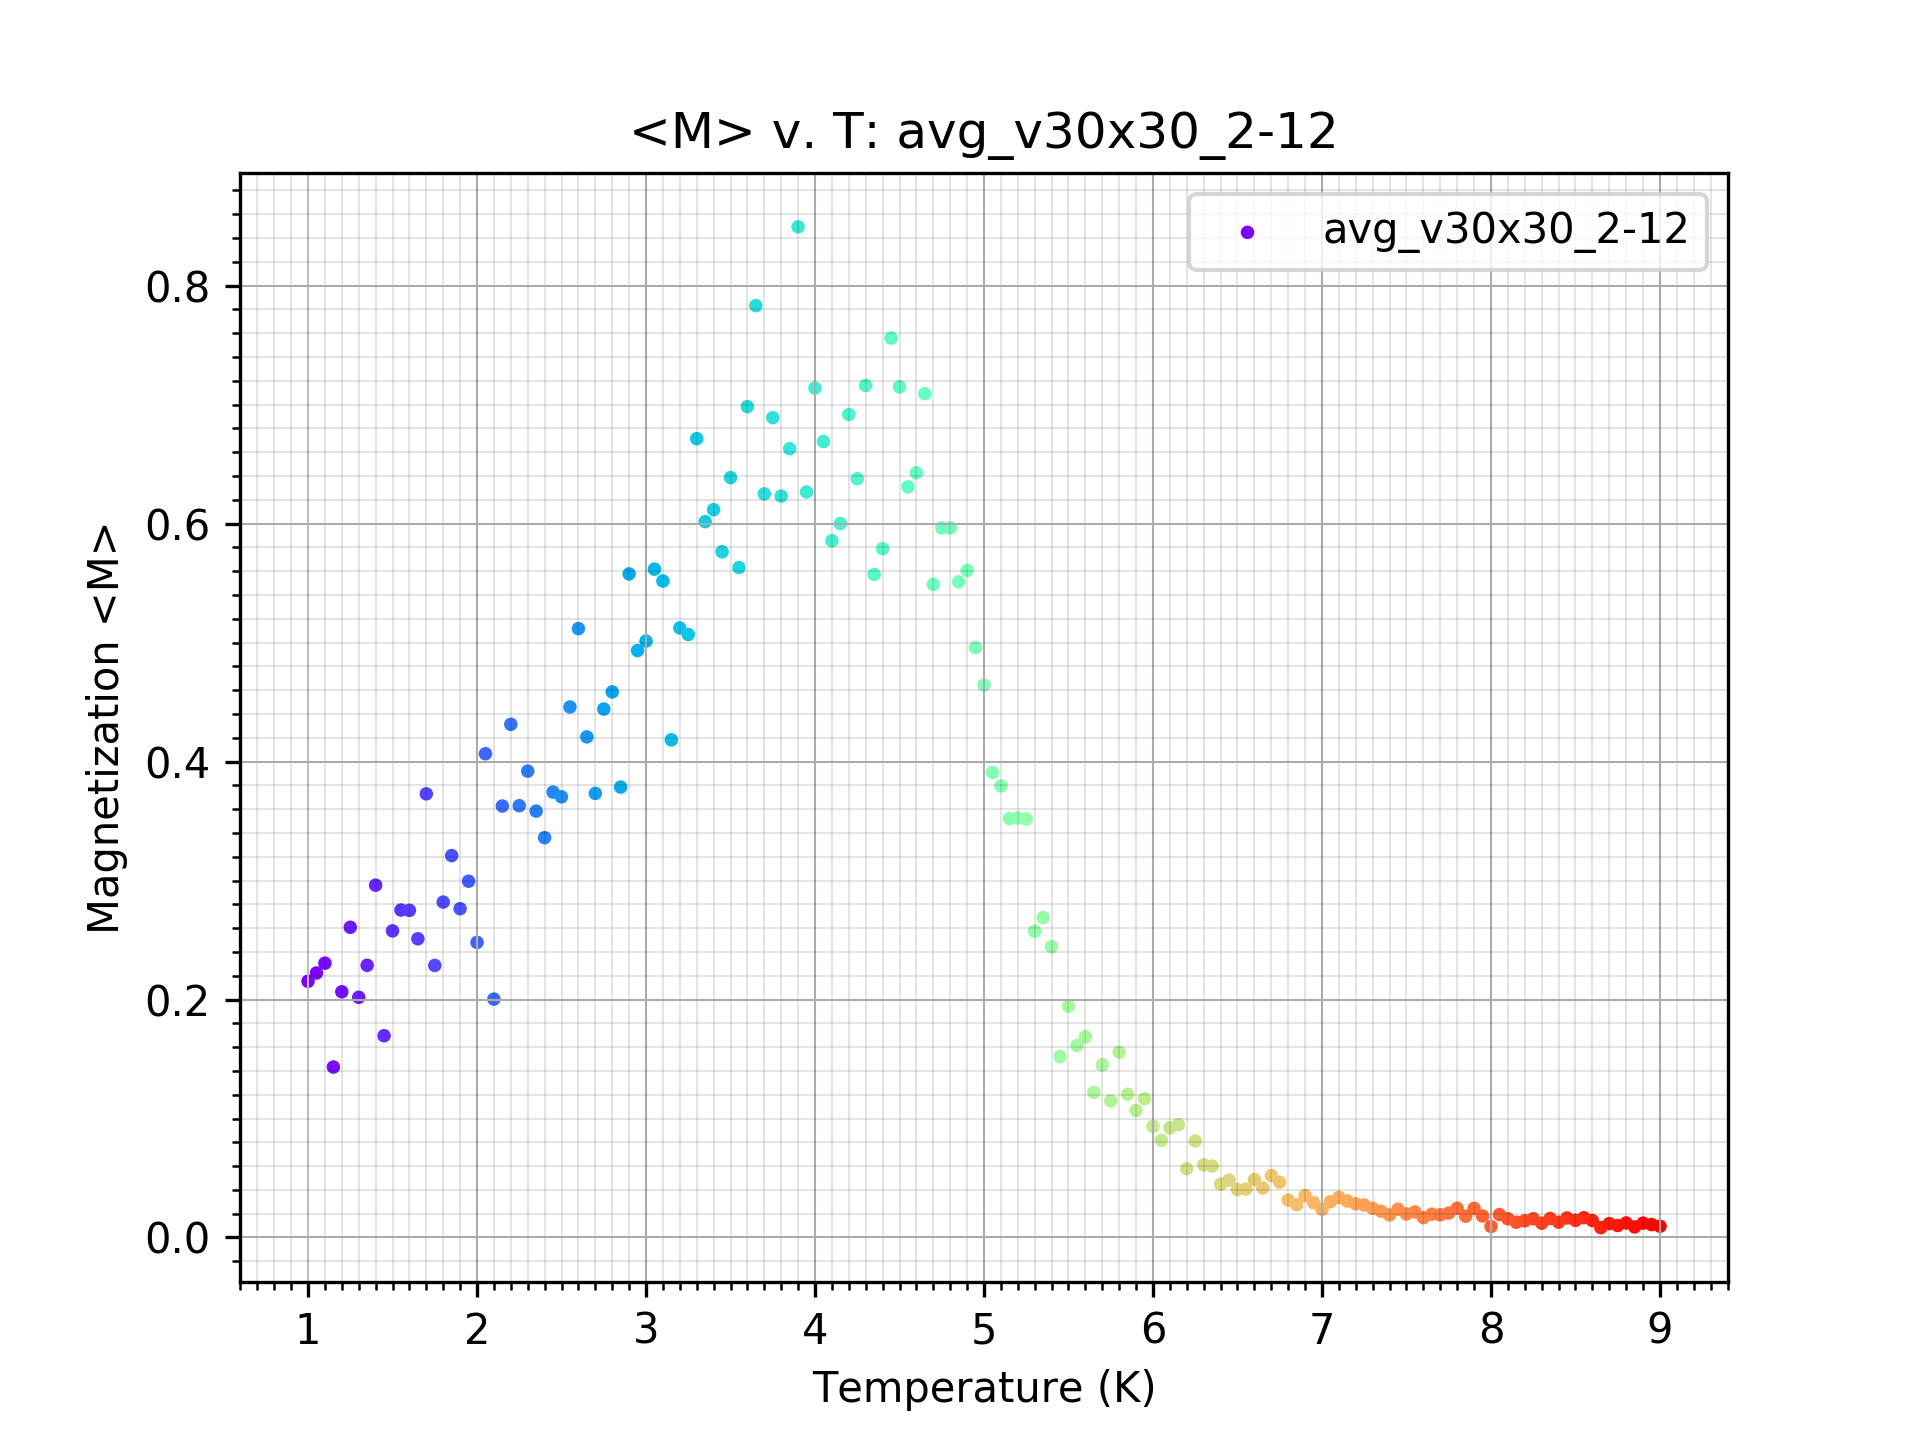 <M> v. T: avg_v30x30_2-12
avg_v30x30_2-12
Magnetization <M>
0.8
0.6
0.4
0.2
0.0
1 2 3 4 5 6 7 8 9
Temperature (K)